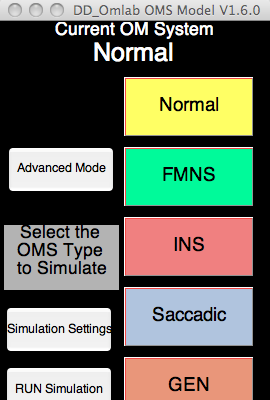 DD_Omlab OMS Model V1.6.0
Current OM System
Normal
Normal
Advanced Mode
FMNS
Select the
OMS Type
to Simulate
INS
Saccadic
Simulation Settings
RUN Simulation
GEN